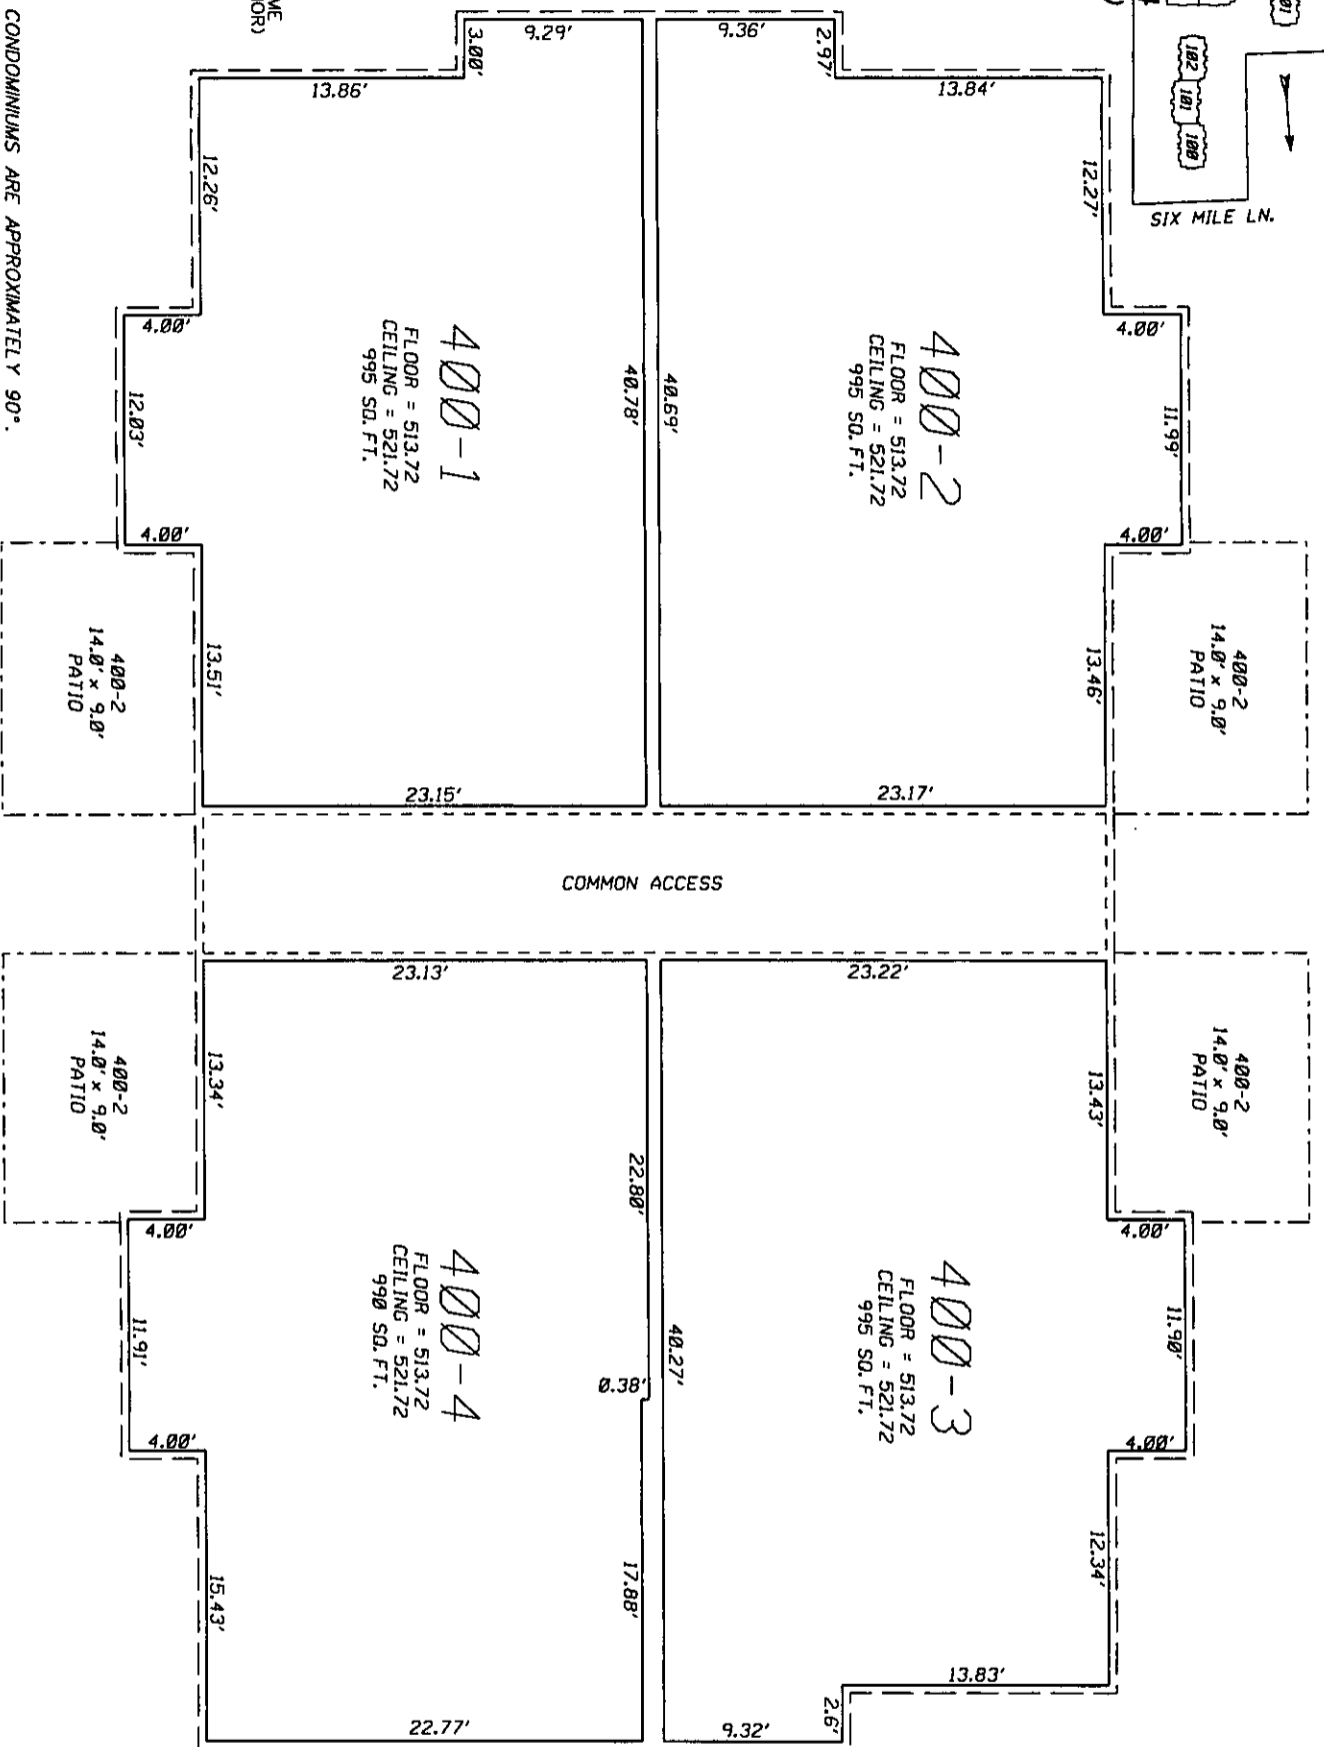 102
101
100
SIX MILE LN.
CONDOMINIUMS ARE APPROXIMATELY 90°.
9.29'
3.00'
13.86'
12.26'
4.00'
12.03'
4.00'
13.51'
23.15'
40.78'
400-1
FLOOR = 513.72
CEILING = 521.72
995 SQ. FT.
9.36'
2.97'
13.84'
12.27'
4.00'
11.99'
4.00'
13.46'
23.17'
40.69'
400-2
FLOOR = 513.72
CEILING = 521.72
995 SQ. FT.
400-2
14.0' x 9.0'
PATIO
400-2
14.0' x 9.0'
PATIO
COMMON ACCESS
400-2
14.0' x 9.0'
PATIO
400-2
14.0' x 9.0'
PATIO
23.13'
13.34'
4.00'
11.91'
4.00'
15.43'
22.77'
17.88'
0.38'
22.80'
400-4
FLOOR = 513.72
CEILING = 521.72
990 SQ. FT.
23.22'
13.43'
4.00'
11.90'
4.00'
12.34'
13.83'
2.6'
9.32'
40.27'
400-3
FLOOR = 513.72
CEILING = 521.72
995 SQ. FT.